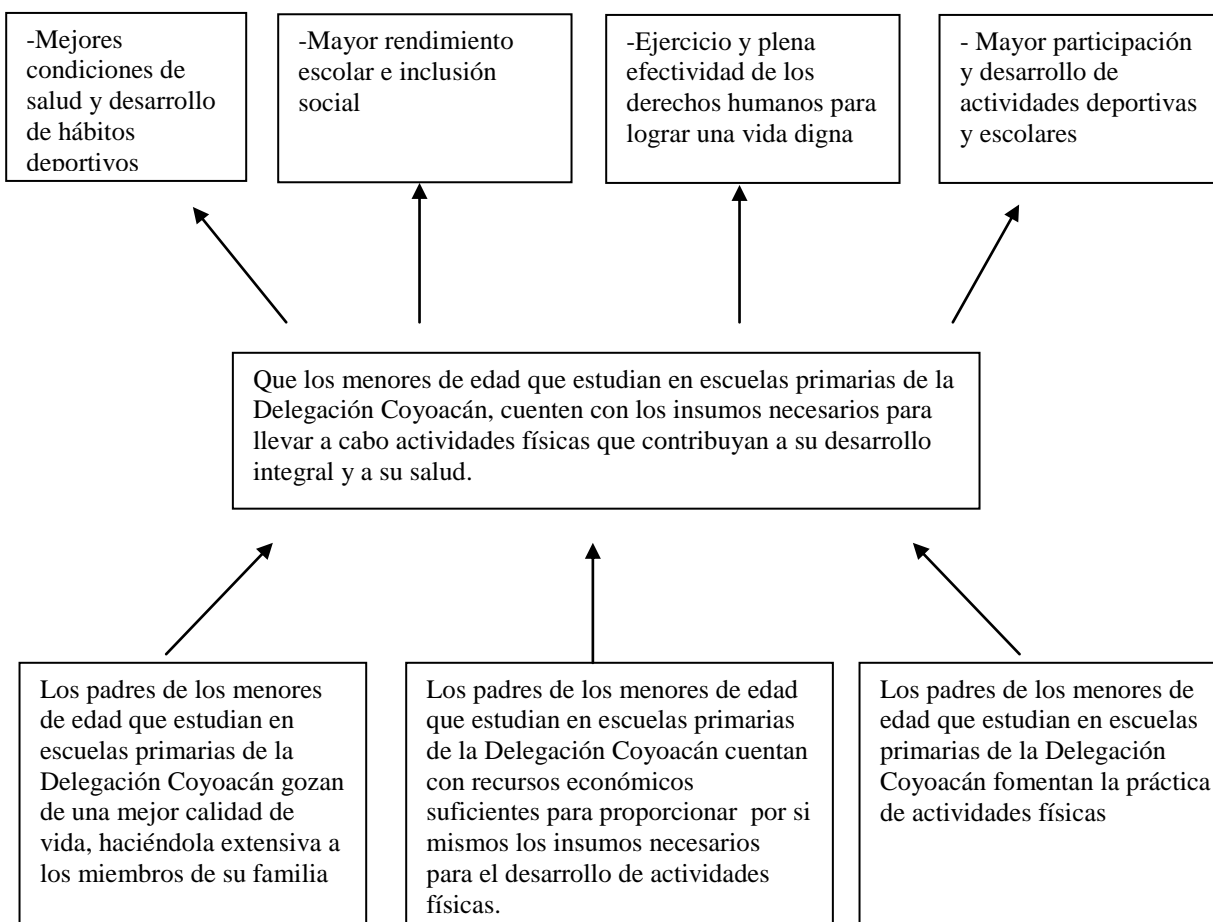 -Mejores
condiciones de
salud y desarrollo
de hábitos
deportivos
-Mayor rendimiento
escolar e inclusión
social
-Ejercicio y plena
efectividad de los
derechos humanos para
lograr una vida digna
- Mayor participación
y desarrollo de
actividades deportivas
y escolares
Que los menores de edad que estudian en escuelas primarias de la
Delegación Coyoacán, cuenten con los insumos necesarios para
llevar a cabo actividades físicas que contribuyan a su desarrollo
integral y a su salud.
Los padres de los menores
de edad que estudian en
escuelas primarias de la
Delegación Coyoacán gozan
de una mejor calidad de
vida, haciéndola extensiva a
los miembros de su familia
Los padres de los menores de edad
que estudian en escuelas primarias
de la Delegación Coyoacán cuentan
con recursos económicos
suficientes para proporcionar por si
mismos los insumos necesarios
para el desarrollo de actividades
físicas.
Los padres de los menores de
edad que estudian en escuelas
primarias de la Delegación
Coyoacán fomentan la práctica
de actividades físicas